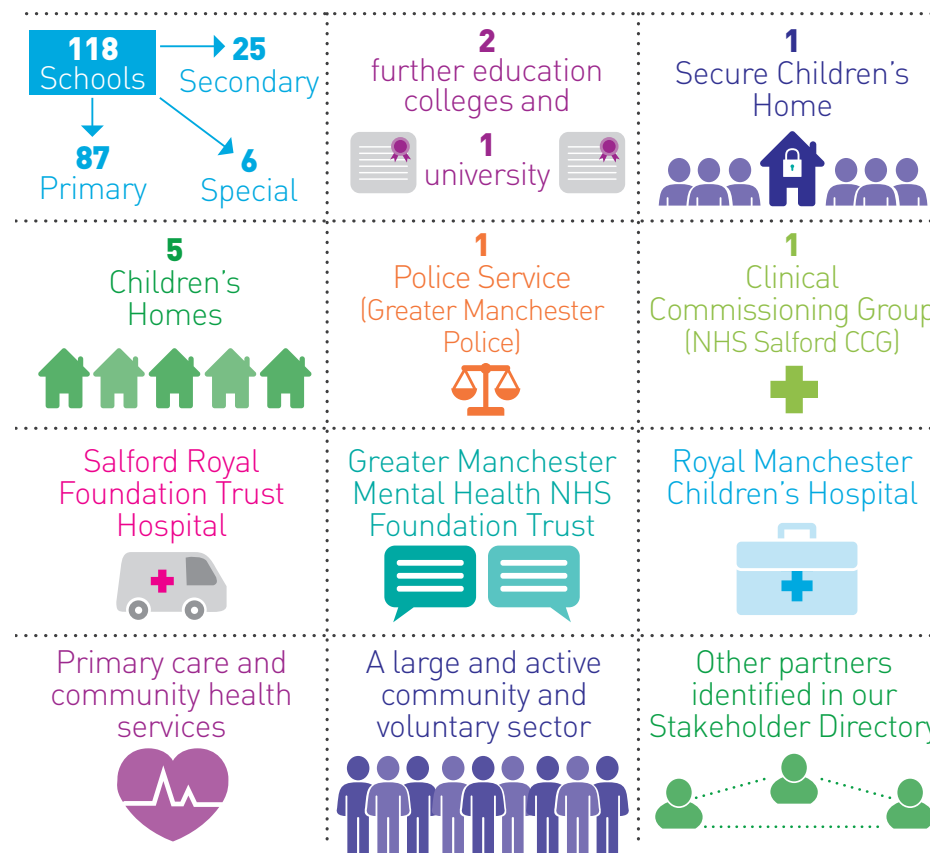 118
Schools
25
Secondary
87
Primary
6
Special
2
further education
colleges and
1
university
1
Secure Children's
Home
5
Children's
Homes
1
Police Service
(Greater Manchester
Police)
1
Clinical
Commissioning Group
(NHS Salford CCG)
Salford Royal
Foundation Trust
Hospital
Greater Manchester
Mental Health NHS
Foundation Trust
Royal Manchester
Children's Hospital
Primary care and
community health
services
A large and active
community and
voluntary sector
Other partners
identified in our
Stakeholder Directory